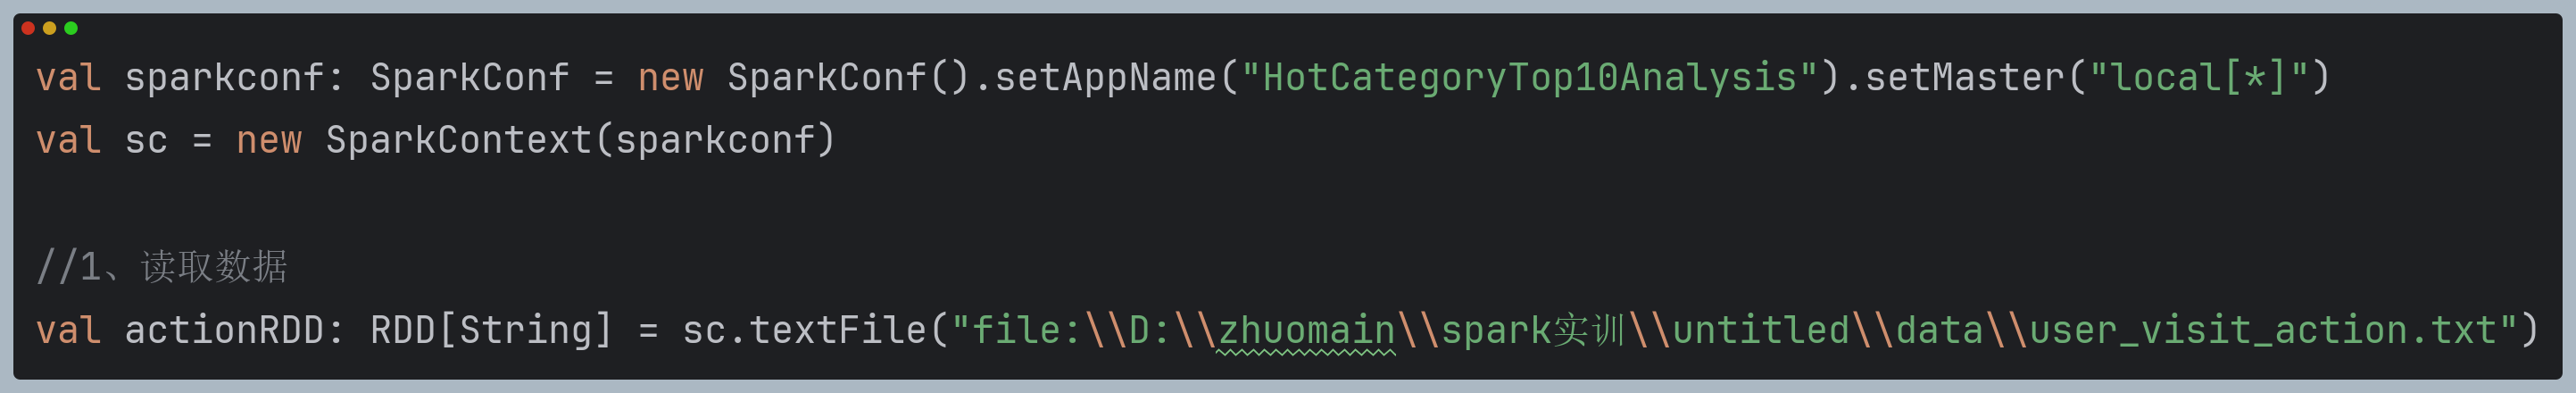 val sparkconf: SparkConf = new SparkConf().setAppName("HotCategoryTop10Analysis").setMaster("local[*]")
val sc = new SparkContext(sparkconf)
//1、读取数据
val actionRDD: RDD[String] = sc.textFile("file:\\D:\\zhuomain\\spark实训\\untitled\\data\\user_visit_action.txt")